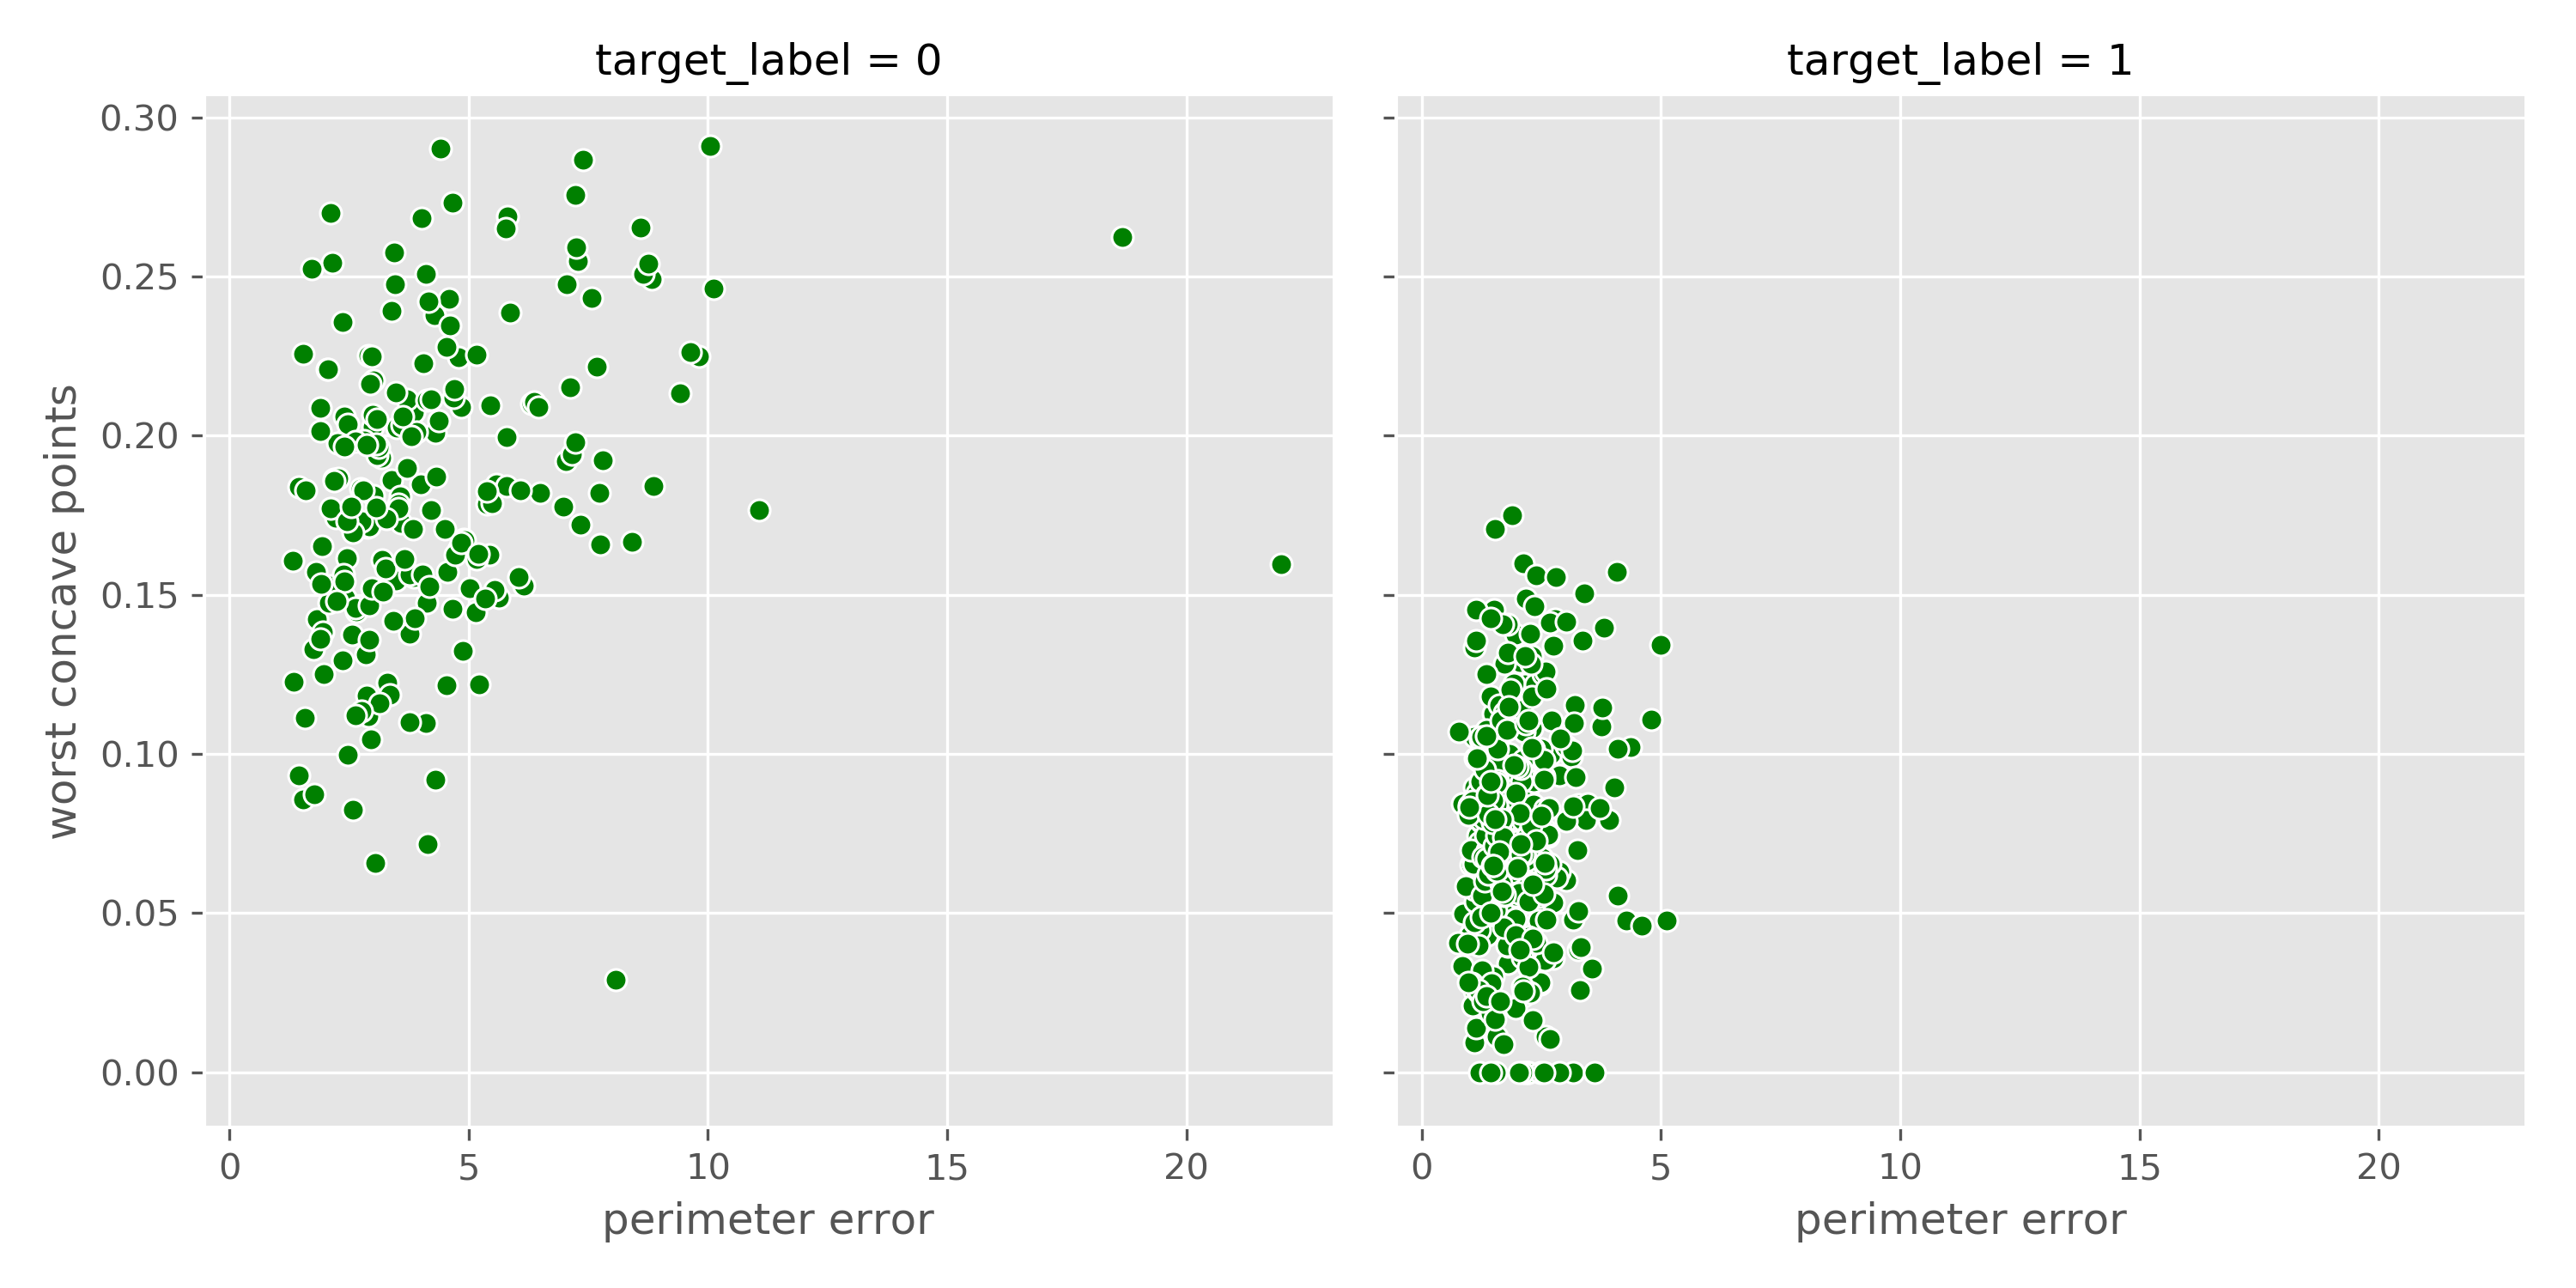 target_label = 0
target_label = 1
0.30
0.25
0.20
0.15
0.10
0.05
0.00
worst concave points
0 5 10 15 20
0 5 10 15 20
perimeter error
perimeter error